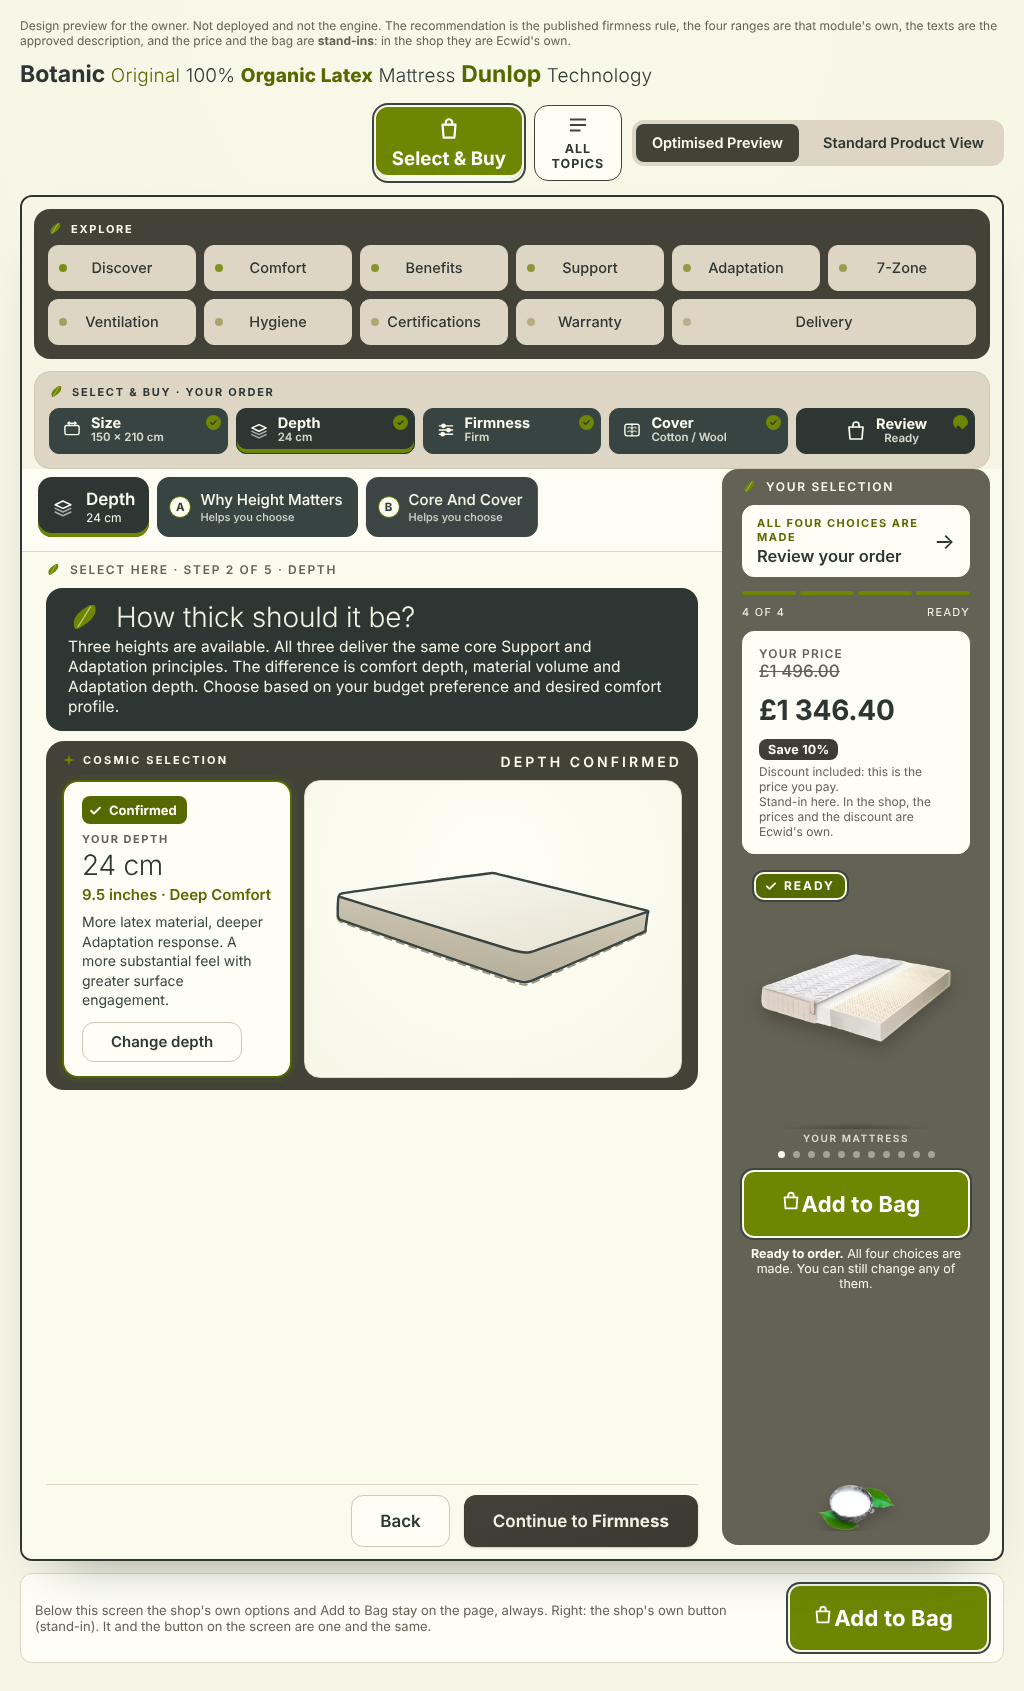 Design preview for the owner. Not deployed and not the engine. The recommendation is the published firmness rule, the four ranges are that module's own, the texts are the
approved description, and the price and the bag are stand-ins: in the shop they are Ecwid's own.
Botanic Original 100% Organic Latex Mattress Dunlop Technology
Select & Buy
ALL
TOPICS
Optimised Preview
Standard Product View
EXPLORE
Discover
Comfort
Benefits
Support
Adaptation
7-Zone
Ventilation
Hygiene
Certifications
Warranty
Delivery
SELECT & BUY · YOUR ORDER
Size
150 × 210 cm
Depth
24 cm
Firmness
Firm
Cover
Cotton / Wool
Review
Ready
Depth
24 cm
A
Why Height Matters
Helps you choose
B
Core And Cover
Helps you choose
SELECT HERE · STEP 2 OF 5 · DEPTH
How thick should it be?
Three heights are available. All three deliver the same core Support and
Adaptation principles. The difference is comfort depth, material volume and
Adaptation depth. Choose based on your budget preference and desired comfort
profile.
COSMIC SELECTION
DEPTH CONFIRMED
Confirmed
YOUR DEPTH
24 cm
9.5 inches · Deep Comfort
More latex material, deeper
Adaptation response. A
more substantial feel with
greater surface
engagement.
Change depth
Back
Continue to Firmness
YOUR SELECTION
ALL FOUR CHOICES ARE
MADE
Review your order
4 OF 4
READY
YOUR PRICE
£1 496.00
£1 346.40
Save 10%
Discount included: this is the
price you pay.
Stand-in here. In the shop, the
prices and the discount are
Ecwid's own.
READY
YOUR MATTRESS
Add to Bag
Ready to order. All four choices are
made. You can still change any of
them.
Below this screen the shop's own options and Add to Bag stay on the page, always. Right: the shop's own button
(stand-in). It and the button on the screen are one and the same.
Add to Bag